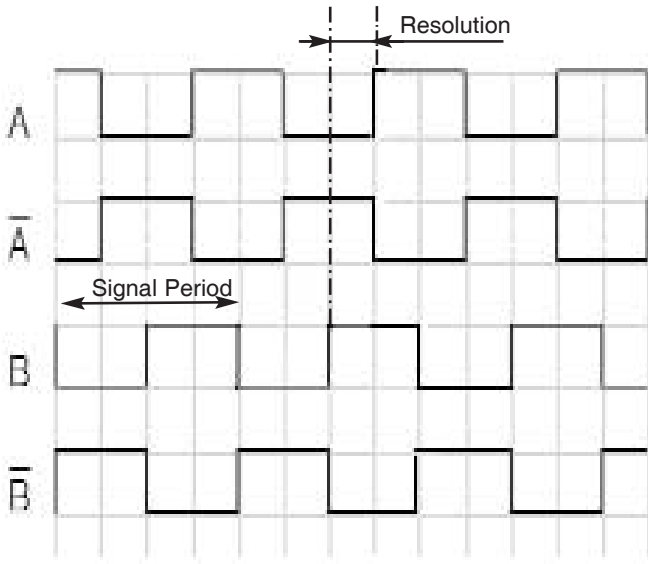 Resolution
A
A̅
Signal Period
B
B̅